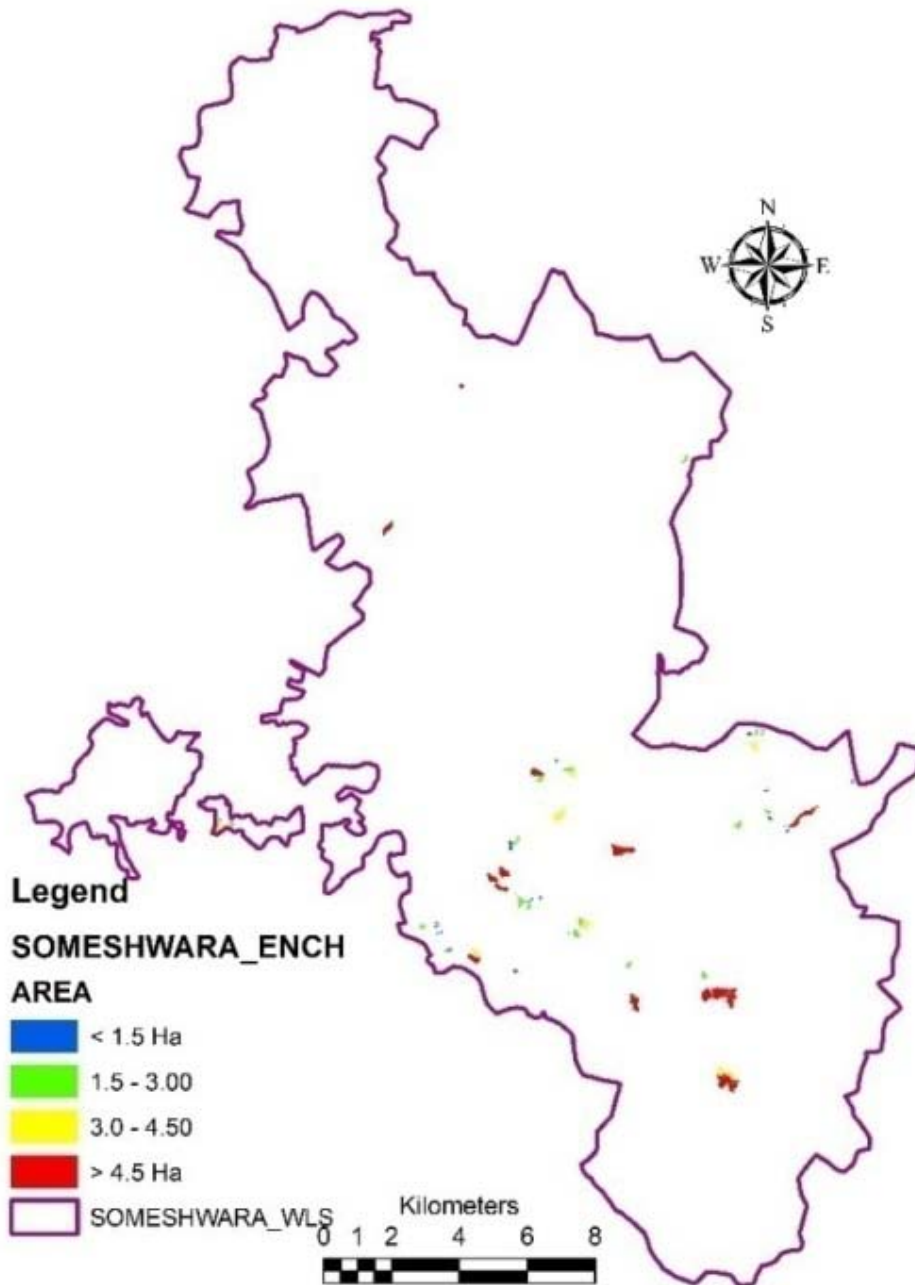 N
W E
S
Legend
SOMESHWARA_ENCH
AREA
< 1.5 Ha
1.5 - 3.00
3.0 - 4.50
> 4.5 Ha
SOMESHWARA_WLS
Kilometers
0 1 2 4 6 8